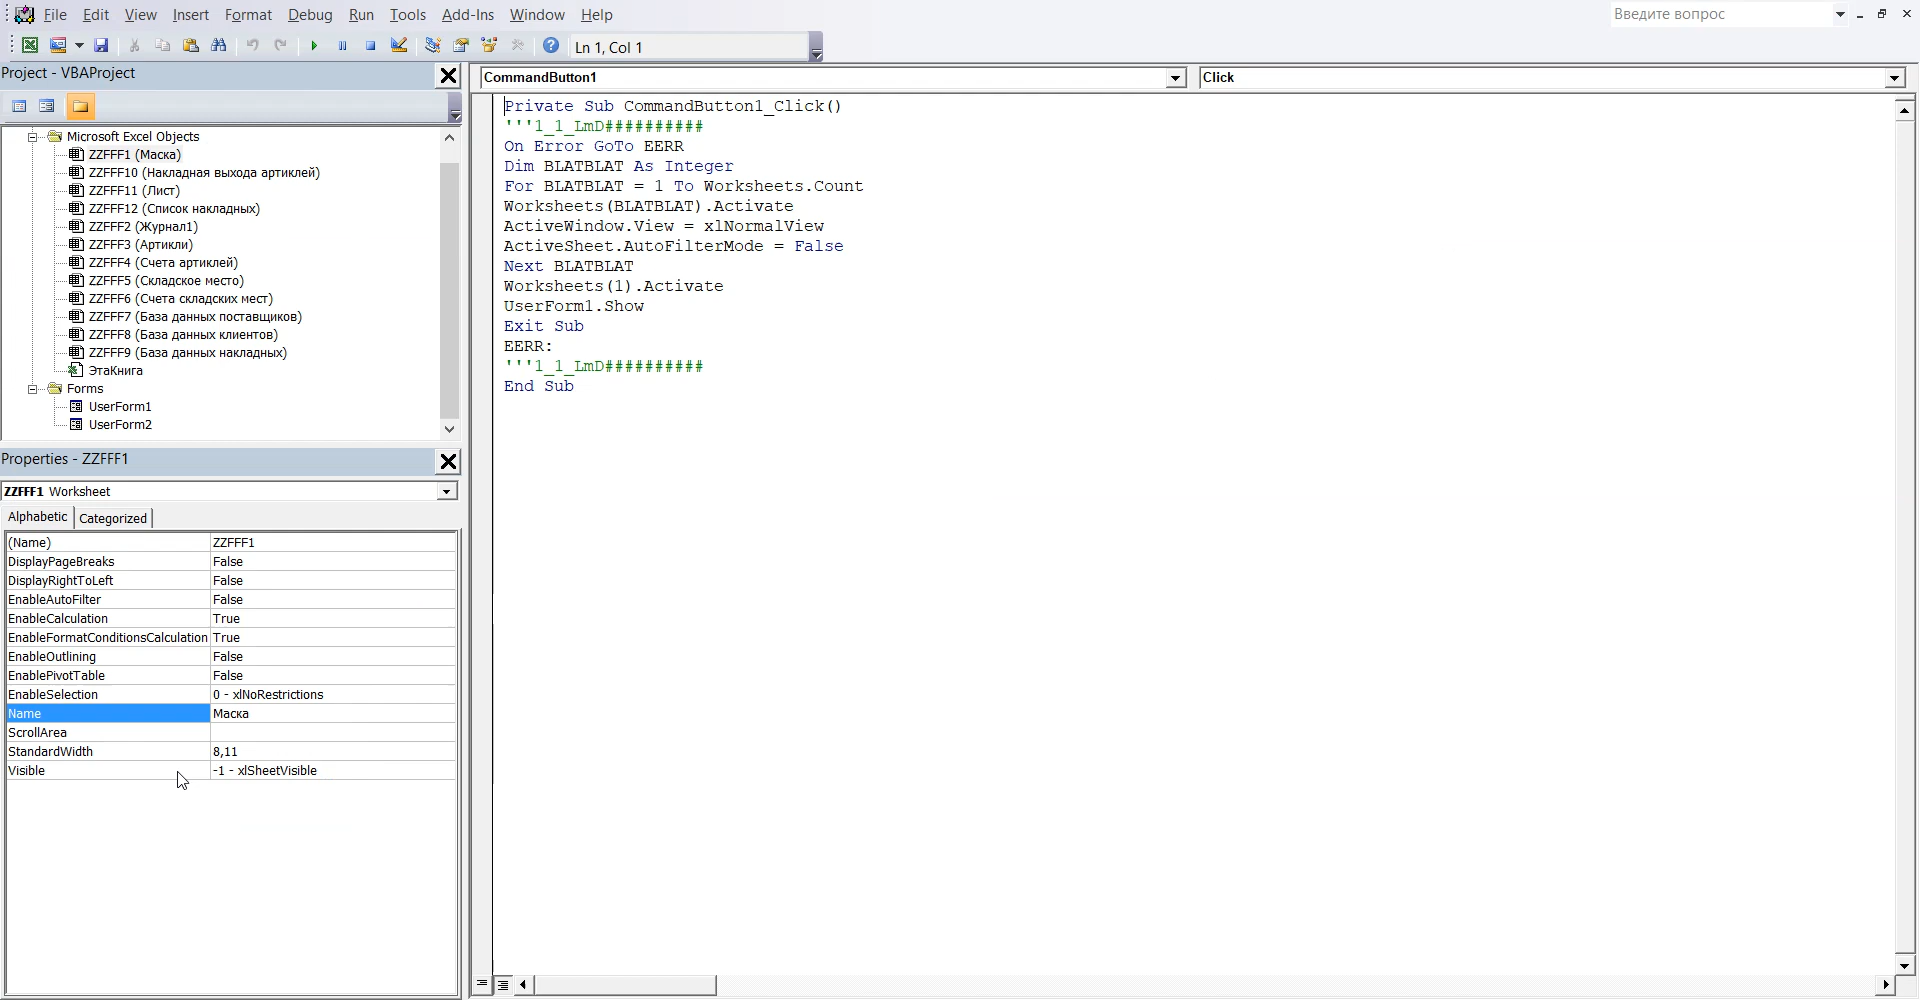 File Edit View Insert Format Debug Run Tools Add-Ins Window Help Введите вопрос
Ln 1, Col 1
Project - VBAProject
CommandButton1 Click
Microsoft Excel Objects
ZZFFF1 (Маска)
ZZFFF10 (Накладная выхода артиклей)
ZZFFF11 (Лист)
ZZFFF12 (Список накладных)
ZZFFF2 (Журнал1)
ZZFFF3 (Артикли)
ZZFFF4 (Счета артиклей)
ZZFFF5 (Складское место)
ZZFFF6 (Счета складских мест)
ZZFFF7 (База данных поставщиков)
ZZFFF8 (База данных клиентов)
ZZFFF9 (База данных накладных)
ЭтаКнига
Forms
UserForm1
UserForm2
Properties - ZZFFF1
ZZFFF1 Worksheet
Alphabetic Categorized
(Name) ZZFFF1
DisplayPageBreaks False
DisplayRightToLeft False
EnableAutoFilter False
EnableCalculation True
EnableFormatConditionsCalculation True
EnableOutlining False
EnablePivotTable False
EnableSelection 0 - xlNoRestrictions
Name Маска
ScrollArea
StandardWidth 8,11
Visible -1 - xlSheetVisible
Private Sub CommandButton1_Click()
'''1_1_LmD##########
On Error GoTo EERR
Dim BLATBLAT As Integer
For BLATBLAT = 1 To Worksheets.Count
Worksheets(BLATBLAT).Activate
ActiveWindow.View = xlNormalView
ActiveSheet.AutoFilterMode = False
Next BLATBLAT
Worksheets(1).Activate
UserForm1.Show
Exit Sub
EERR:
'''1_1_LmD##########
End Sub